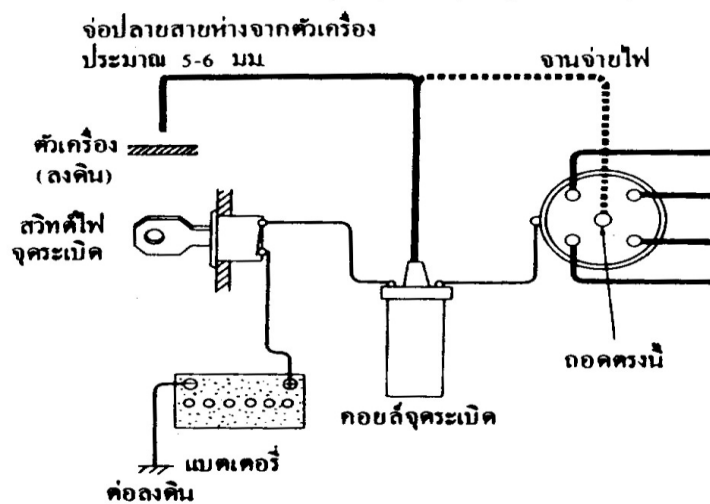 จ่อปลายสายห่างจากตัวเครื่อง
ประมาณ 5-6 มม.
จานจ่ายไฟ
ตัวเครื่อง
(ลงดิน)
สวิทต์ไฟ
จุดระเบิด
ถอดตรงนี้
คอยล์จุดระเบิด
แบตเตอรี่
ต่อลงดิน